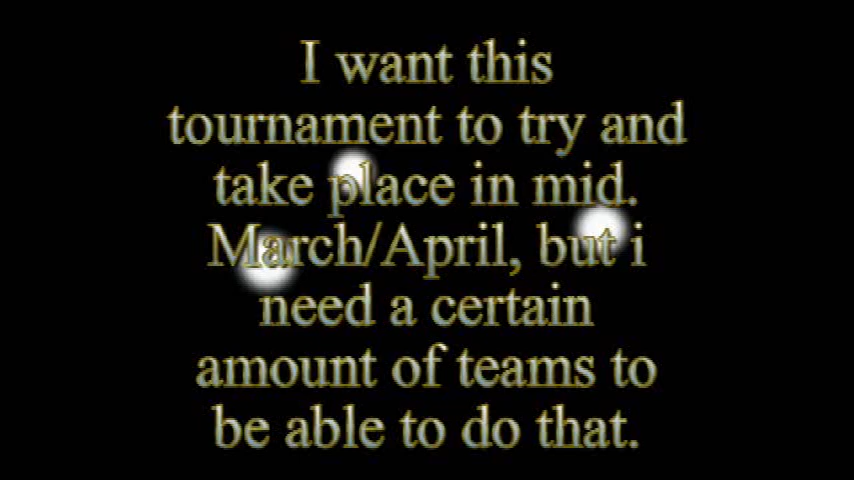 I want this
tournament to try and
take place in mid.
March/April, but i
need a certain
amount of teams to
be able to do that.